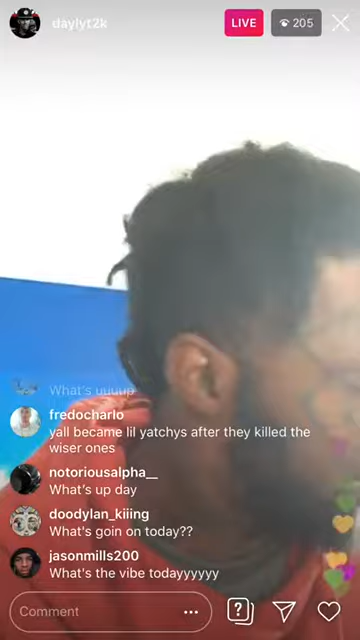 daylyt2k
LIVE
205
What's uuuup
fredocharlo
yall became lil yatchys after they killed the
wiser ones
notoriousalpha__
What's up day
doodylan_kiiing
What's goin on today??
jasonmills200
What's the vibe todayyyyyy
Comment